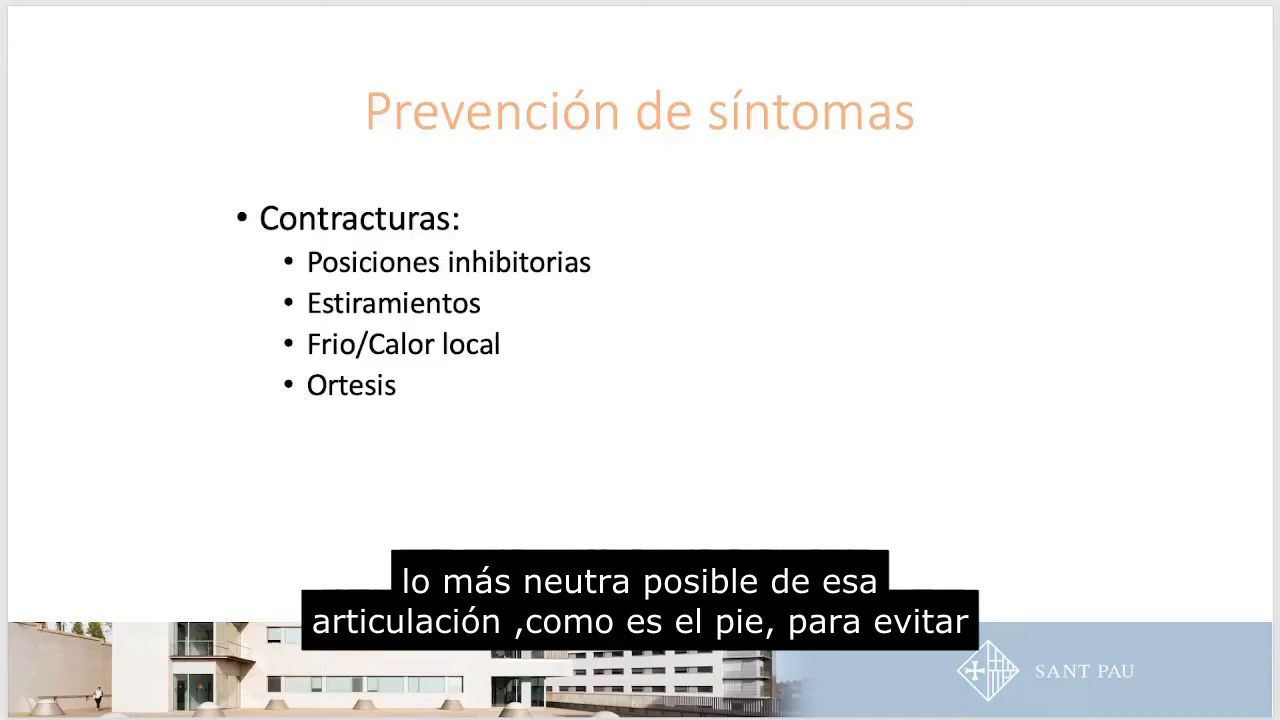 Prevención de síntomas
• Contracturas:
• Posiciones inhibitorias
• Estiramientos
• Frio/Calor local
• Ortesis
lo más neutra posible de esa
articulación ,como es el pie, para evitar
SANT PAU